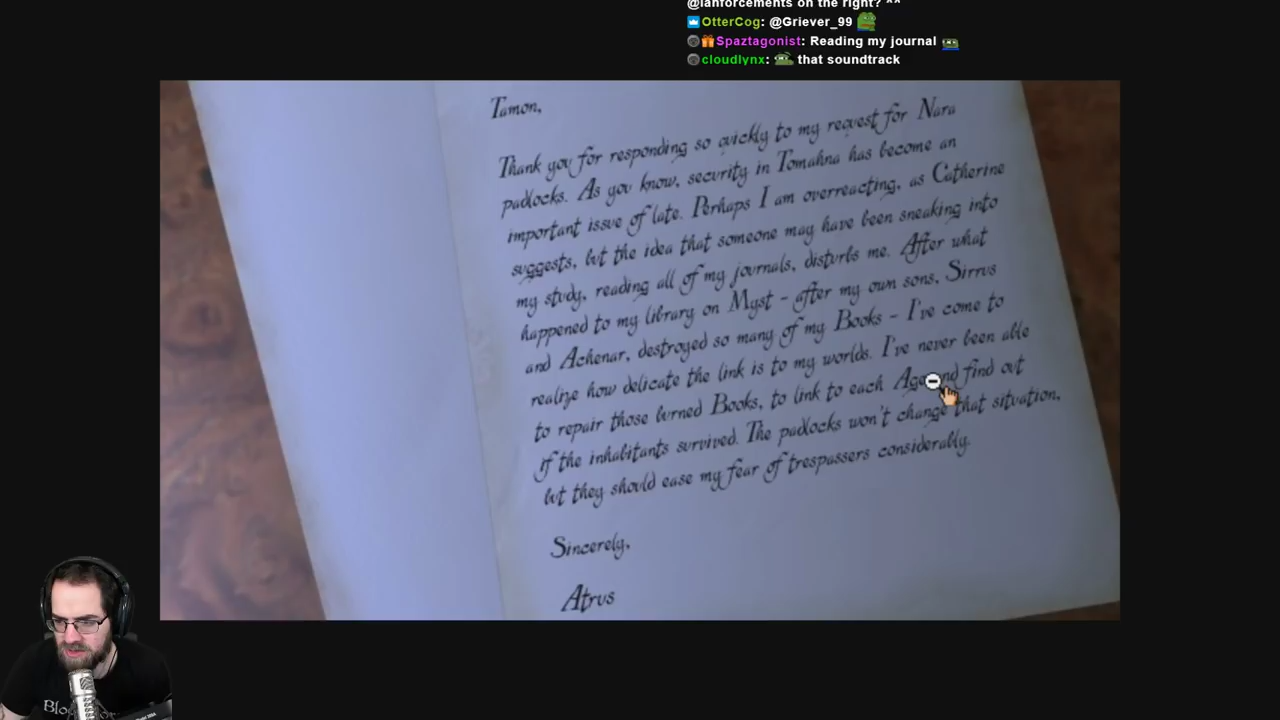 @lanforcements on the right? ^^
OtterCog: @Griever_99
Spaztagonist: Reading my journal
cloudlynx: that soundtrack
Tamon,
Thank you for responding so quickly to my request for Nara
padlocks. As you know, security in Tomahna has become an
important issue of late. Perhaps I am overreacting, as Catherine
suggests, but the idea that someone may have been sneaking into
my study, reading all of my journals, disturbs me. After what
happened to my library on Myst - after my own sons, Sirrus
and Achenar, destroyed so many of my Books - I've come to
realize how delicate the link is to my worlds. I've never been able
to repair those burned Books, to link to each Age and find out
if the inhabitants survived. The padlocks won't change that situation,
but they should ease my fear of trespassers considerably.
Sincerely,
Atrus